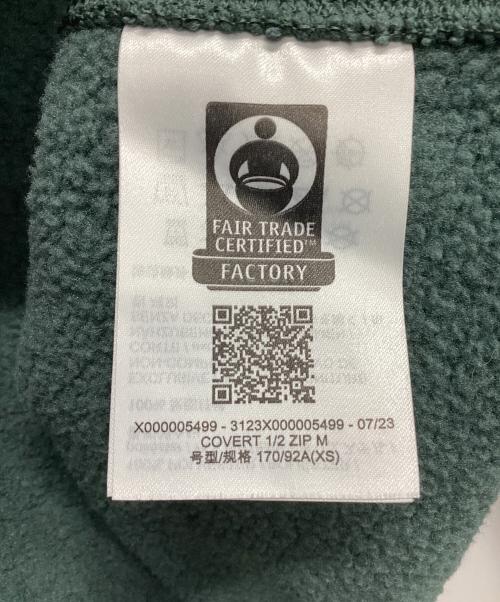 FAIR TRADE
CERTIFIED™
FACTORY
X000005499 - 3123X000005499 - 07/23
COVERT 1/2 ZIP M
号型/规格 170/92A(XS)